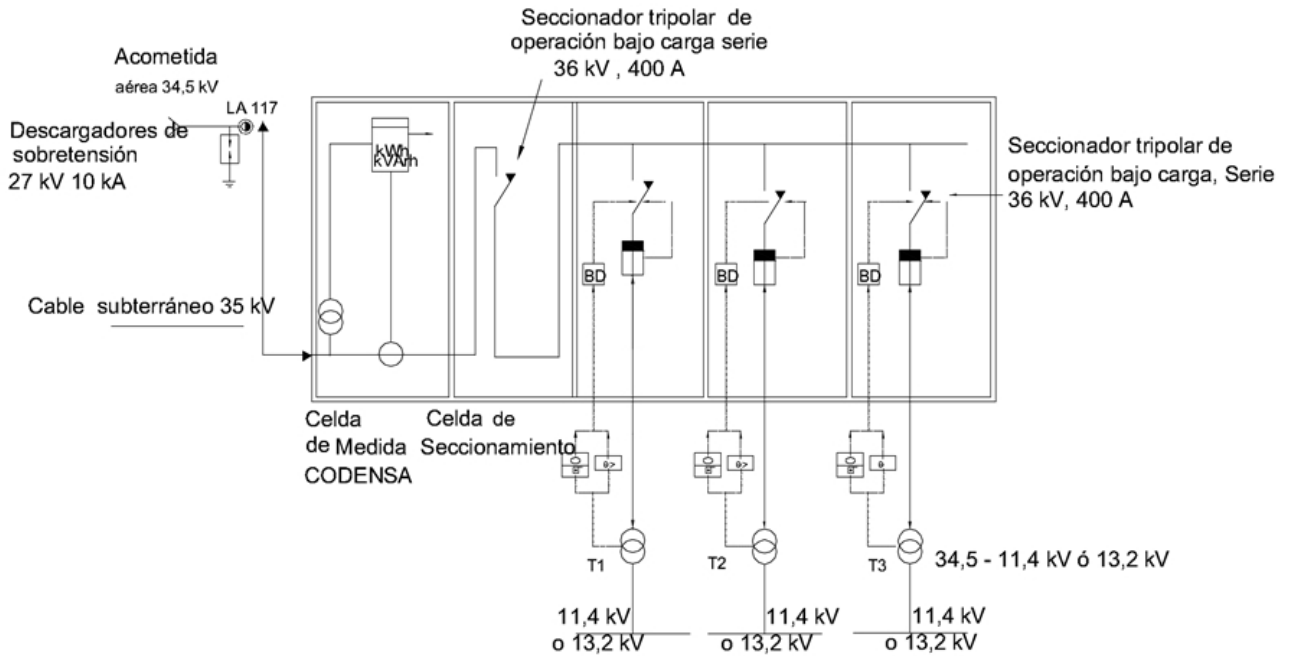 Seccionador tripolar de
operación bajo carga serie
36 kV , 400 A
Acometida
aérea 34,5 kV
LA 117
Descargadores de
sobretensión
27 kV 10 kA
kWh
kVArh
Seccionador tripolar de
operación bajo carga, Serie
36 kV, 400 A
BD
BD
BD
Cable subterráneo 35 kV
Celda
de Medida
CODENSA
Celda de
Seccionamiento
T1
T2
T3
34,5 - 11,4 kV ó 13,2 kV
11,4 kV
o 13,2 kV
11,4 kV
o 13,2 kV
11,4 kV
o 13,2 kV